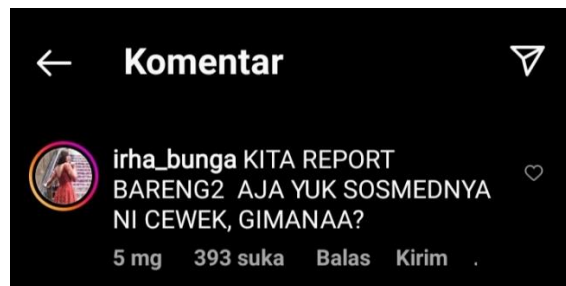 Komentar
irha_bunga KITA REPORT
BARENG2 AJA YUK SOSMEDNYA
NI CEWEK, GIMANAA?
5 mg 393 suka Balas Kirim .